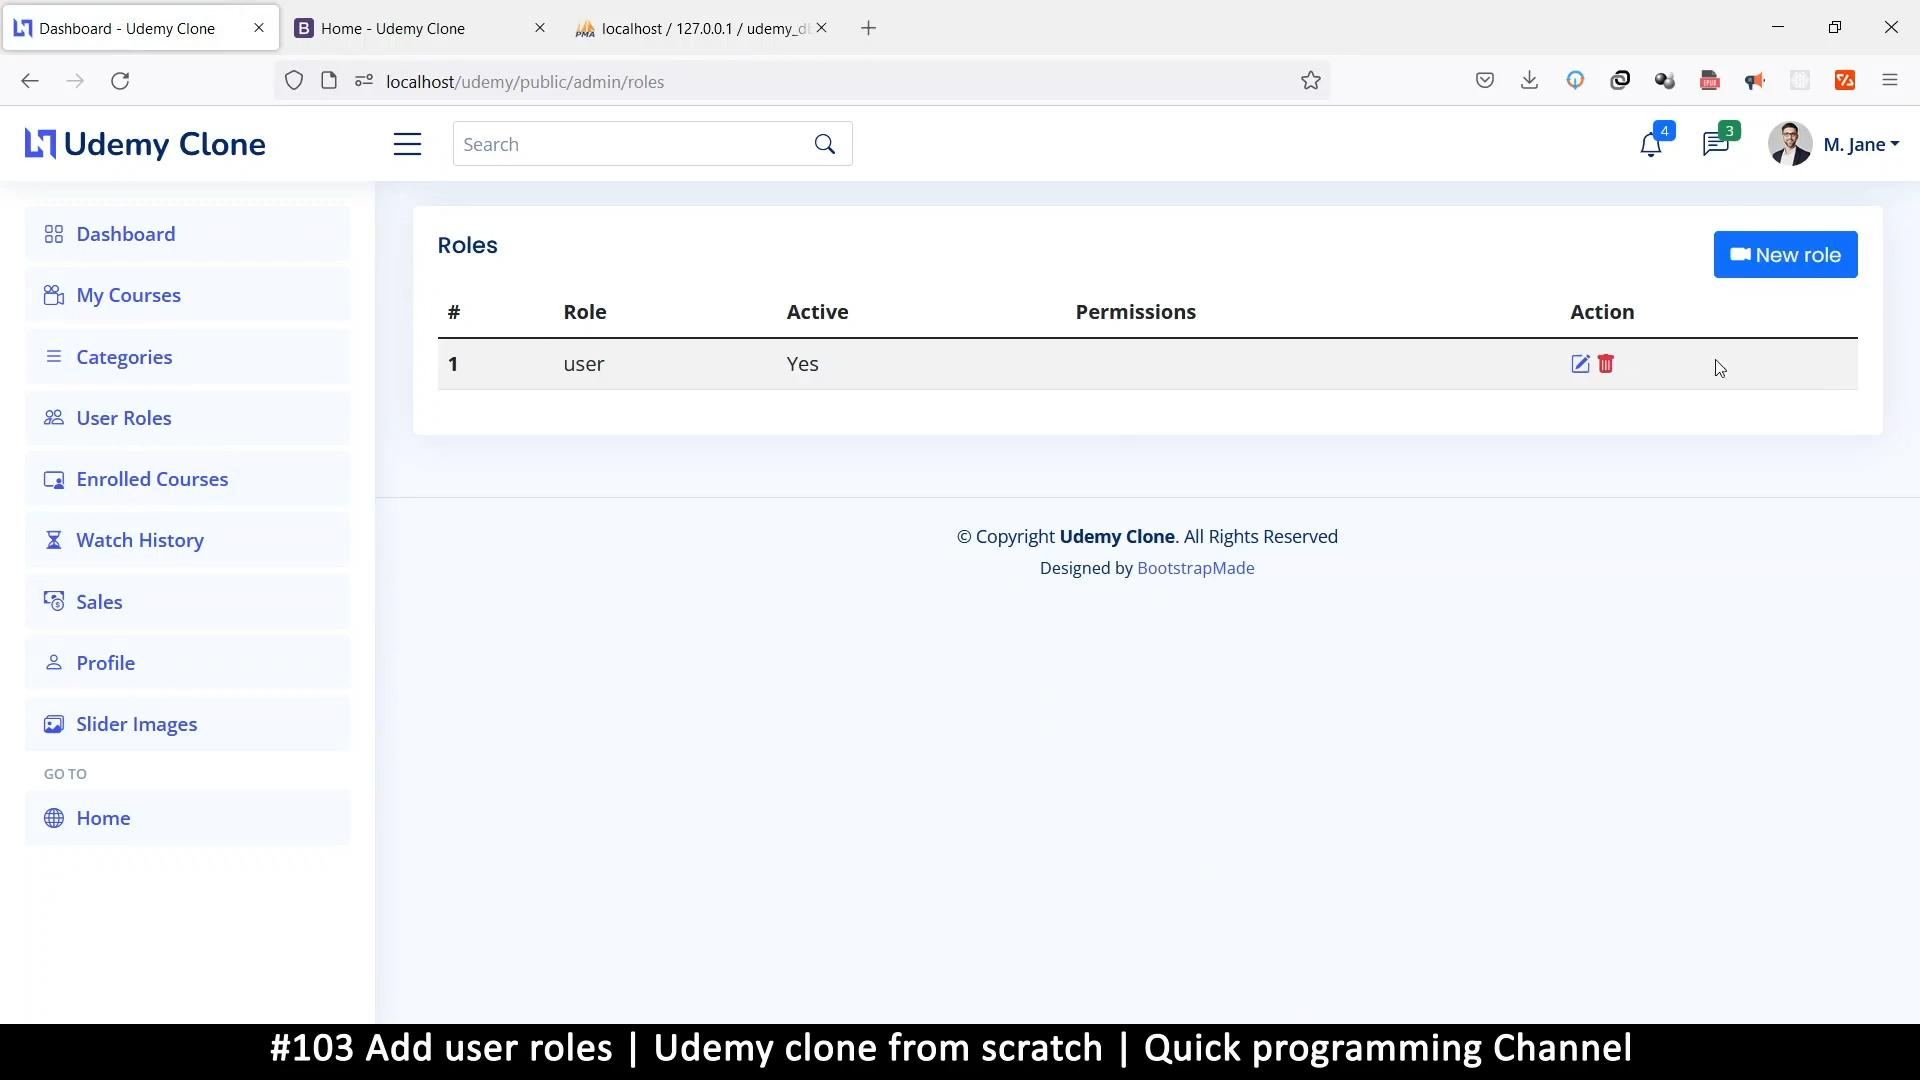 Dashboard - Udemy Clone
Home - Udemy Clone
localhost / 127.0.0.1 / udemy_d
localhost/udemy/public/admin/roles
Udemy Clone
Search
4
3
M. Jane
Dashboard
My Courses
Categories
User Roles
Enrolled Courses
Watch History
Sales
Profile
Slider Images
GO TO
Home
Roles
New role
# Role Active Permissions Action
1 user Yes
© Copyright Udemy Clone. All Rights Reserved
Designed by BootstrapMade
#103 Add user roles | Udemy clone from scratch | Quick programming Channel